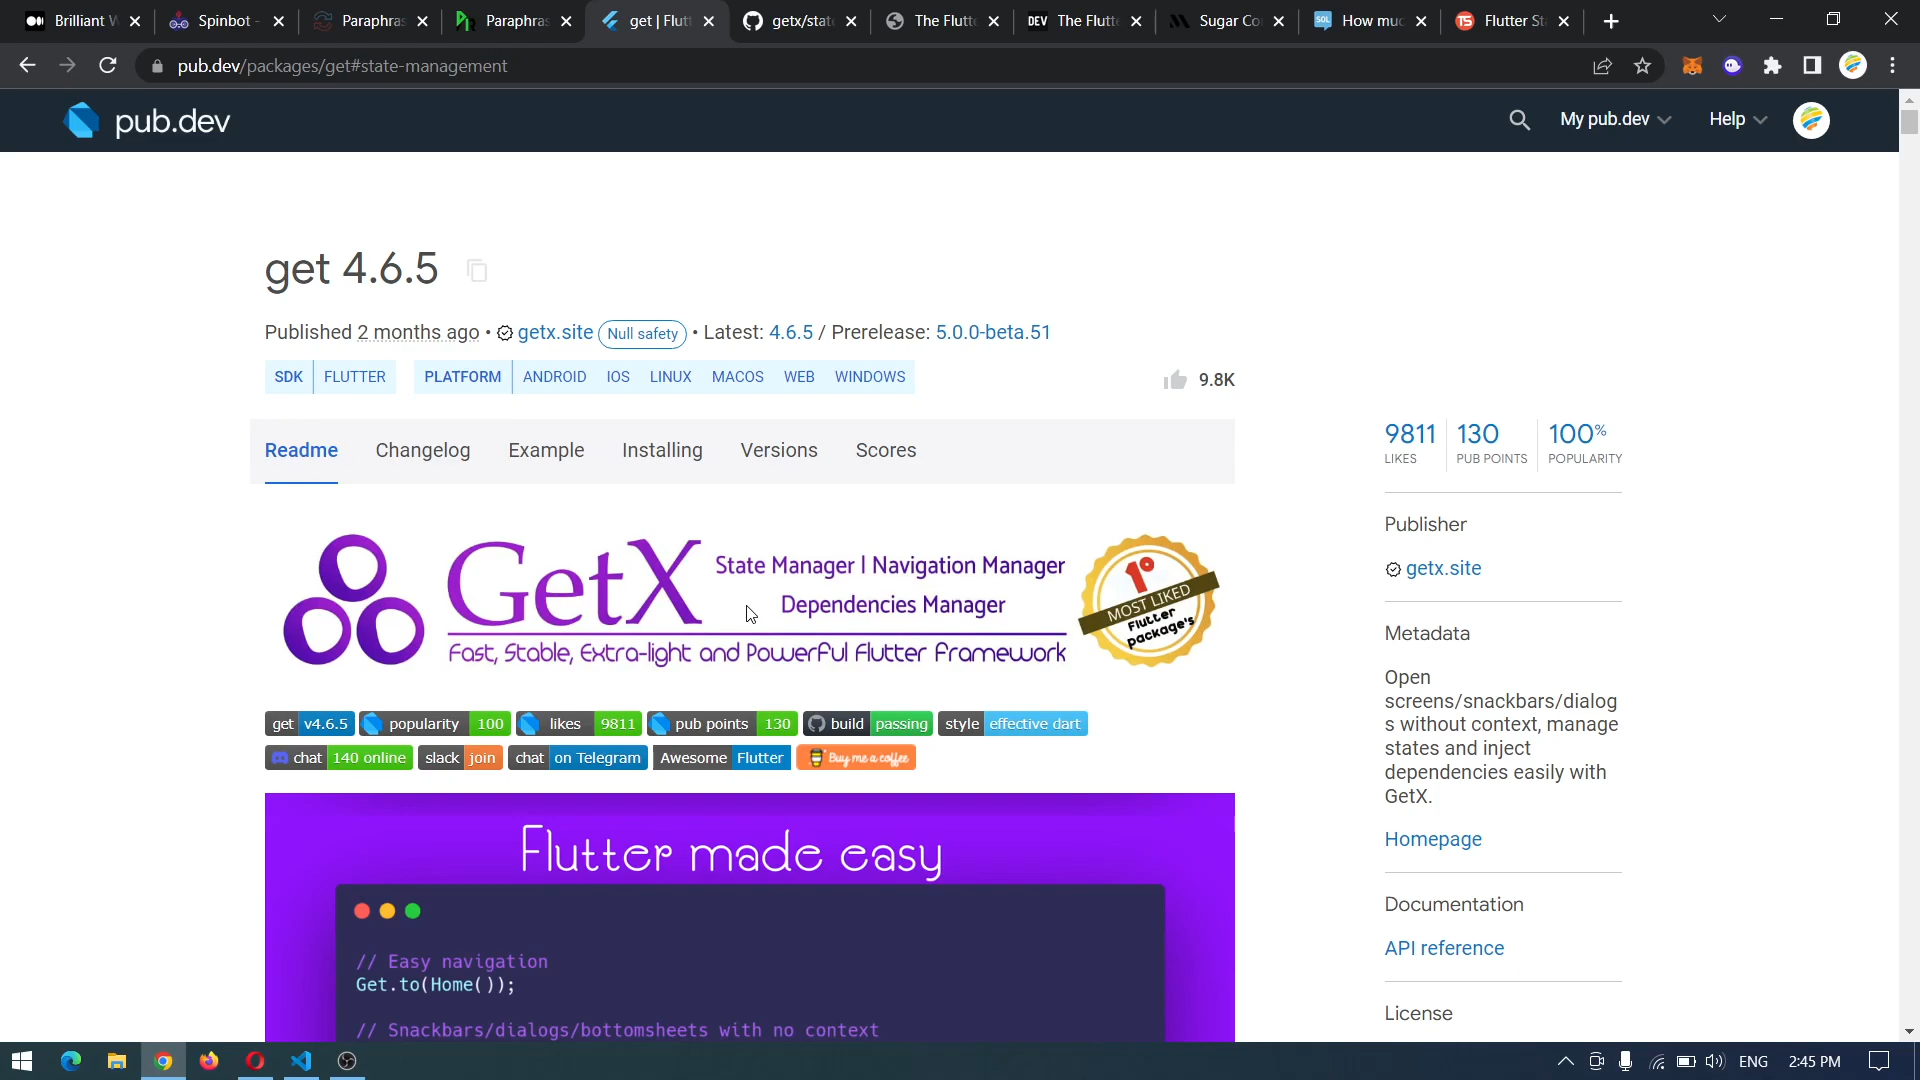 Brilliant W
Spinbot -
Paraphras
Paraphras
get | Flutt
getx/state
The Flutte
DEV The Flutte
Sugar Co
SOL How muc
TS Flutter St
pub.dev/packages/get#state-management
pub.dev
My pub.dev
Help
get 4.6.5
Published 2 months ago • getx.site Null safety • Latest: 4.6.5 / Prerelease: 5.0.0-beta.51
SDK FLUTTER PLATFORM ANDROID IOS LINUX MACOS WEB WINDOWS
9.8K
Readme Changelog Example Installing Versions Scores
GetX
State Manager | Navigation Manager
Dependencies Manager
Fast, Stable, Extra-light and Powerful Flutter Framework
1º
MOST LIKED
Flutter
package's
get v4.6.5 popularity 100 likes 9811 pub points 130 build passing style effective dart
chat 140 online slack join chat on Telegram Awesome Flutter Buy me a coffee
Flutter made easy
// Easy navigation
Get.to(Home());
// Snackbars/dialogs/bottomsheets with no context
9811 130 100%
LIKES PUB POINTS POPULARITY
Publisher
getx.site
Metadata
Open
screens/snackbars/dialog
s without context, manage
states and inject
dependencies easily with
GetX.
Homepage
Documentation
API reference
License
ENG 2:45 PM